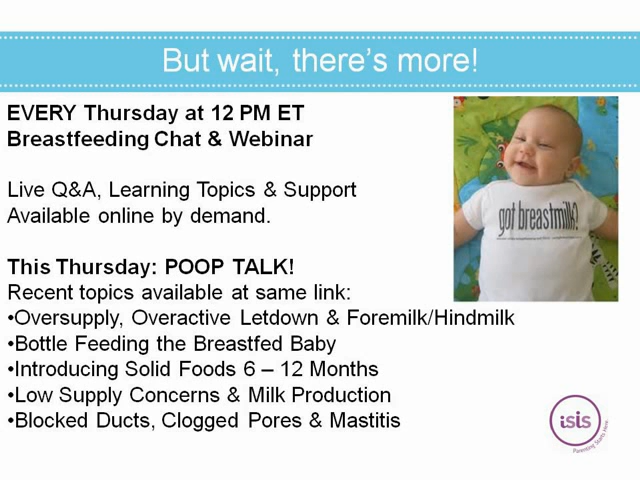 But wait, there’s more!
EVERY Thursday at 12 PM ET
Breastfeeding Chat & Webinar
Live Q&A, Learning Topics & Support
Available online by demand.
This Thursday: POOP TALK!
Recent topics available at same link:
•Oversupply, Overactive Letdown & Foremilk/Hindmilk
•Bottle Feeding the Breastfed Baby
•Introducing Solid Foods 6 – 12 Months
•Low Supply Concerns & Milk Production
•Blocked Ducts, Clogged Pores & Mastitis
got breastmilk?
isis
Parenting Starts Here.